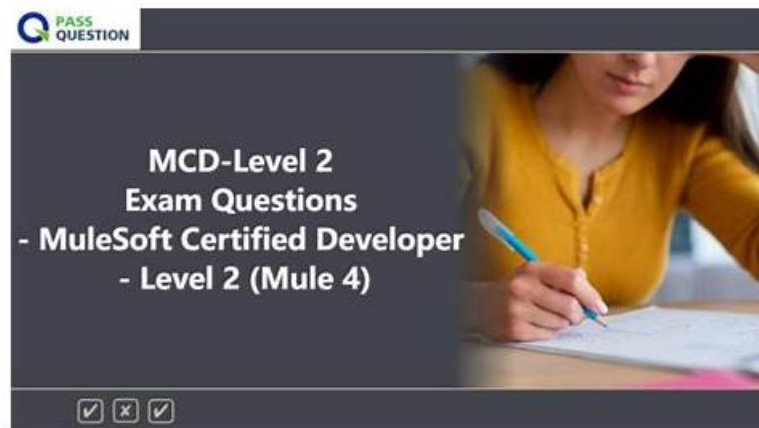 PASS
QUESTION
MCD-Level 2
Exam Questions
- MuleSoft Certified Developer
- Level 2 (Mule 4)